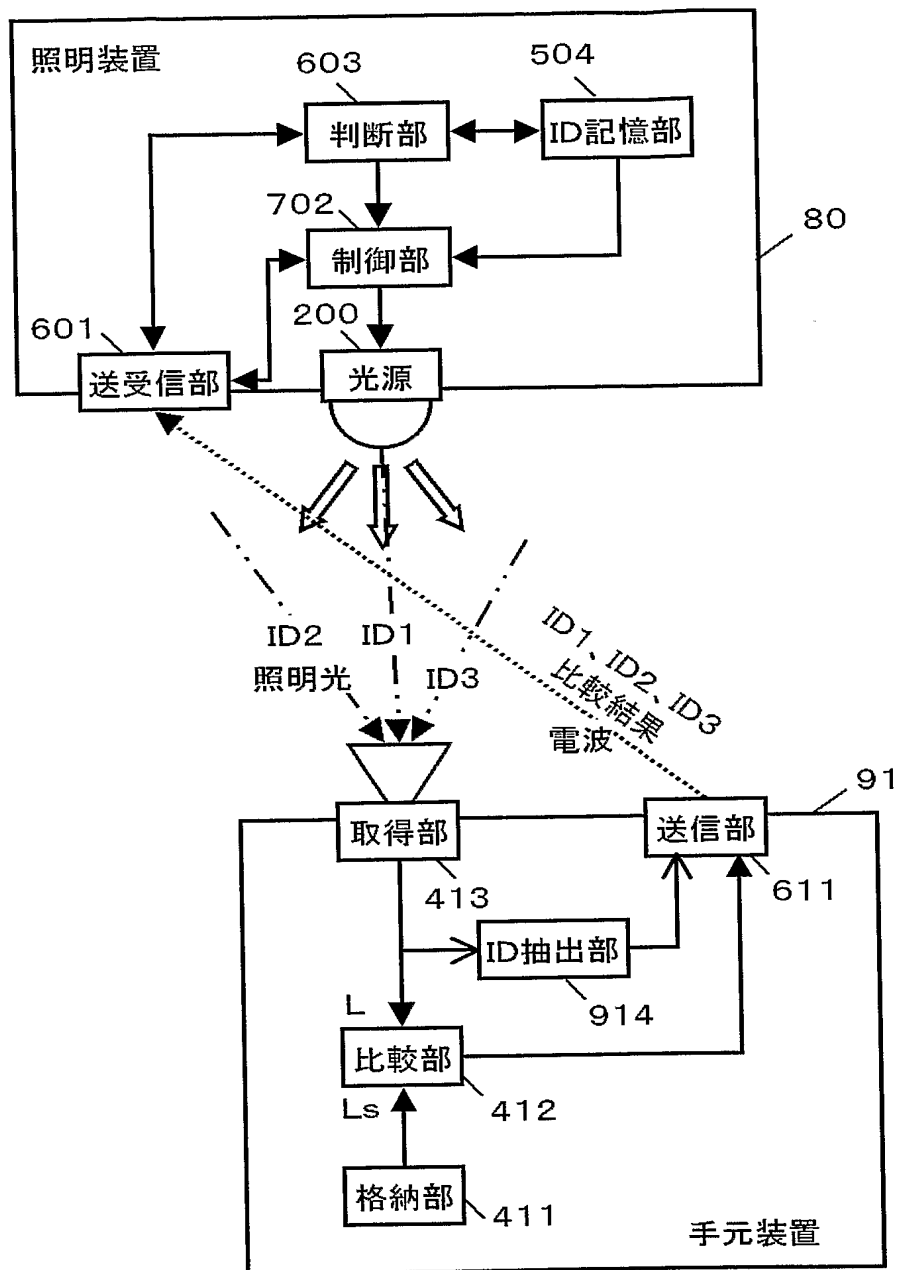 照明装置
603
504
判断部
ID記憶部
702
80
制御部
200
601
光源
送受信部
ID2
ID1
照明光
ID3
ID1、ID2、ID3
比較結果
電波
91
取得部
送信部
413
611
ID抽出部
914
L
比較部
412
Ls
格納部
411
手元装置